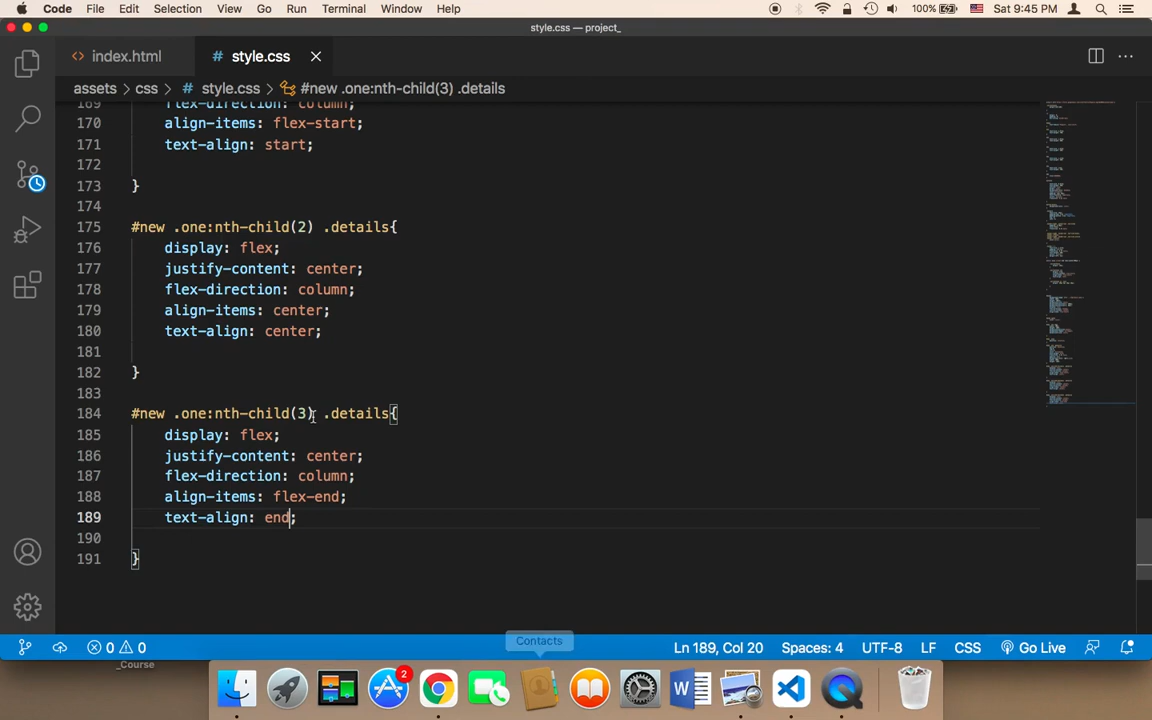 Code File Edit Selection View Go Run Terminal Window Help 100% Sat 9:45 PM
style.css — project_
index.html style.css
assets > css > style.css > #new .one:nth-child(3) .details
189 flex-direction: column;
170 align-items: flex-start;
171 text-align: start;
172
173 }
174
175 #new .one:nth-child(2) .details{
176 display: flex;
177 justify-content: center;
178 flex-direction: column;
179 align-items: center;
180 text-align: center;
181
182 }
183
184 #new .one:nth-child(3) .details{
185 display: flex;
186 justify-content: center;
187 flex-direction: column;
188 align-items: flex-end;
189 text-align: end;
190
191 }
Contacts
0 0 Ln 189, Col 20 Spaces: 4 UTF-8 LF CSS Go Live
_Course
2